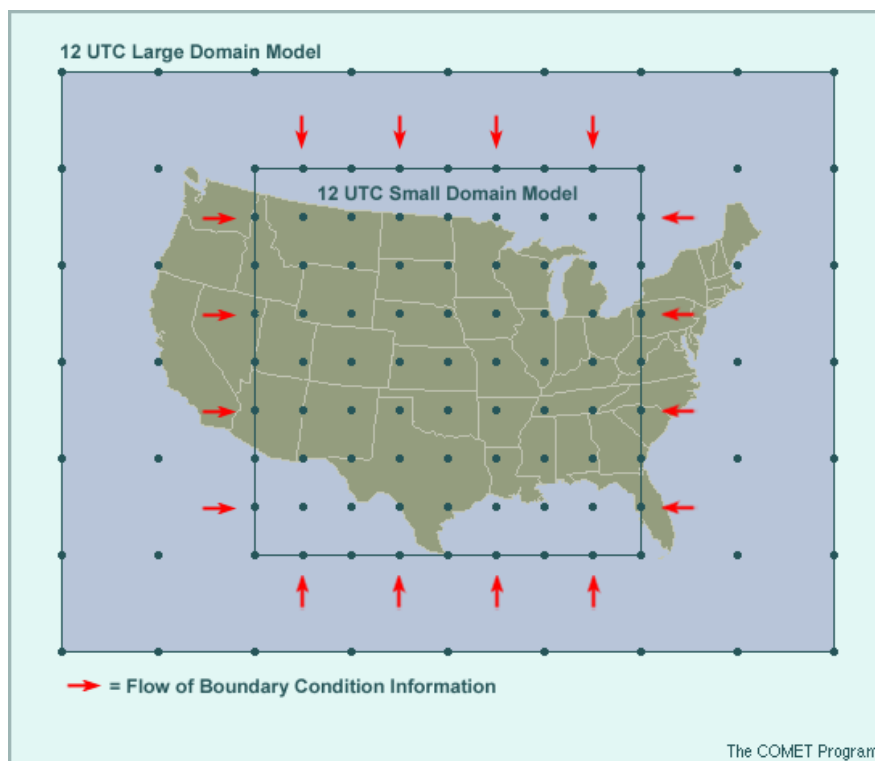 12 UTC Large Domain Model
12 UTC Small Domain Model
= Flow of Boundary Condition Information
The COMET Program